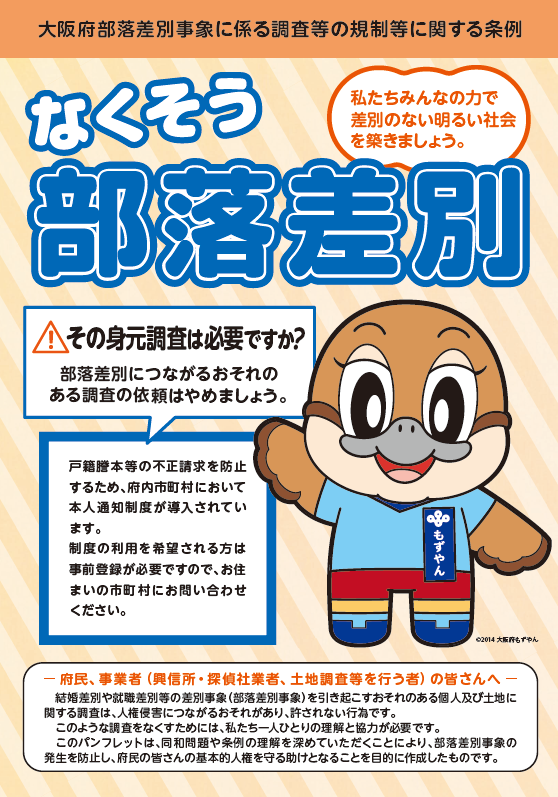 大阪府部落差別事象に係る調査等の規制等に関する条例
なくそう
私たちみんなの力で
差別のない明るい社会
を築きましょう。
部落差別
その身元調査は必要ですか?
部落差別につながるおそれの
ある調査の依頼はやめましょう。
戸籍謄本等の不正請求を防止
するため、府内市町村において
本人通知制度が導入されてい
ます。
制度の利用を希望される方は
事前登録が必要ですので、お住
まいの市町村にお問い合わせ
ください。
もずやん
©2014 大阪府もずやん
― 府民、事業者(興信所・探偵社業者、土地調査等を行う者)の皆さんへ ―
結婚差別や就職差別等の差別事象(部落差別事象)を引き起こすおそれのある個人及び土地に
関する調査は、人権侵害につながるおそれがあり、許されない行為です。
このような調査をなくすためには、私たち一人ひとりの理解と協力が必要です。
このパンフレットは、同和問題や条例の理解を深めていただくことにより、部落差別事象の
発生を防止し、府民の皆さんの基本的人権を守る助けとなることを目的に作成したものです。